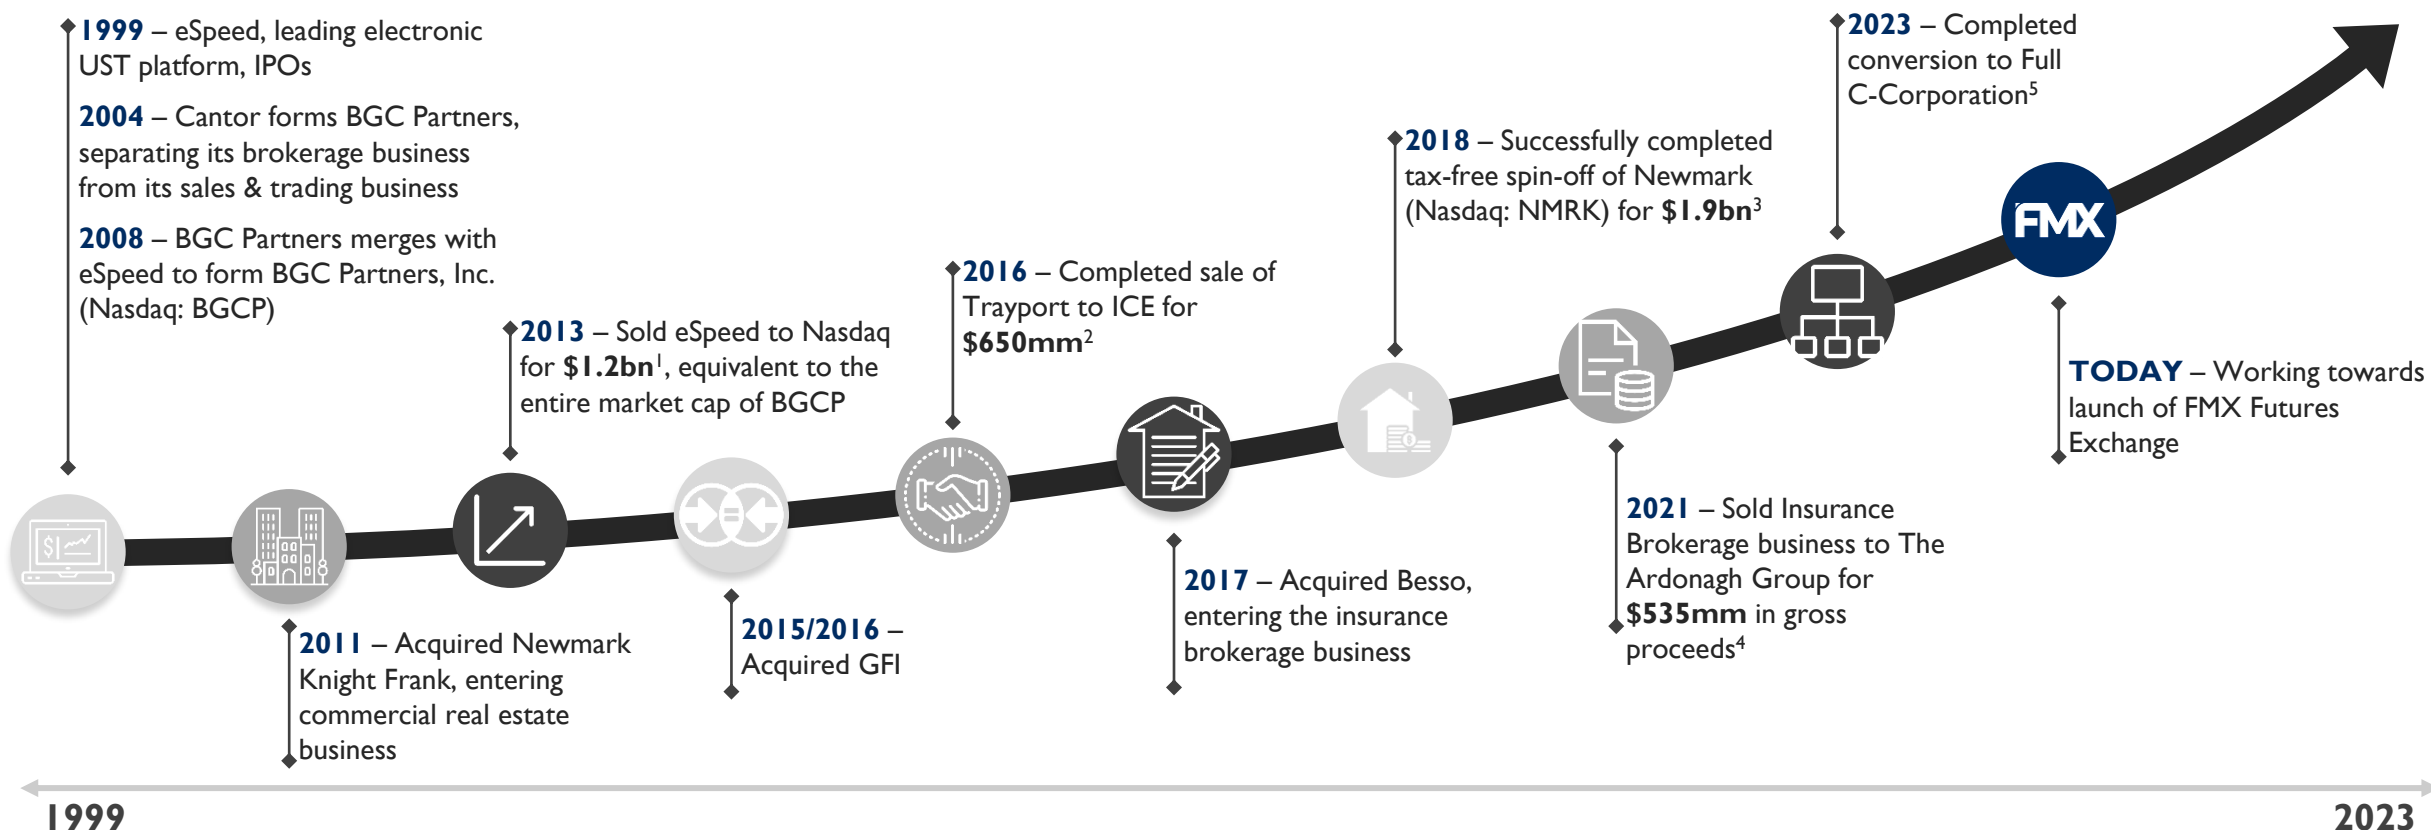 1999 – eSpeed, leading electronic
UST platform, IPOs
2004 – Cantor forms BGC Partners,
separating its brokerage business
from its sales & trading business
2008 – BGC Partners merges with
eSpeed to form BGC Partners, Inc.
(Nasdaq: BGCP)
2011 – Acquired Newmark
Knight Frank, entering
commercial real estate
business
2013 – Sold eSpeed to Nasdaq
for $1.2bn¹, equivalent to the
entire market cap of BGCP
2015/2016 –
Acquired GFI
2016 – Completed sale of
Trayport to ICE for
$650mm²
2017 – Acquired Besso,
entering the insurance
brokerage business
2018 – Successfully completed
tax-free spin-off of Newmark
(Nasdaq: NMRK) for $1.9bn³
2021 – Sold Insurance
Brokerage business to The
Ardonagh Group for
$535mm in gross
proceeds⁴
2023 – Completed
conversion to Full
C-Corporation⁵
FMX
TODAY – Working towards
launch of FMX Futures
Exchange
$
1999
2023